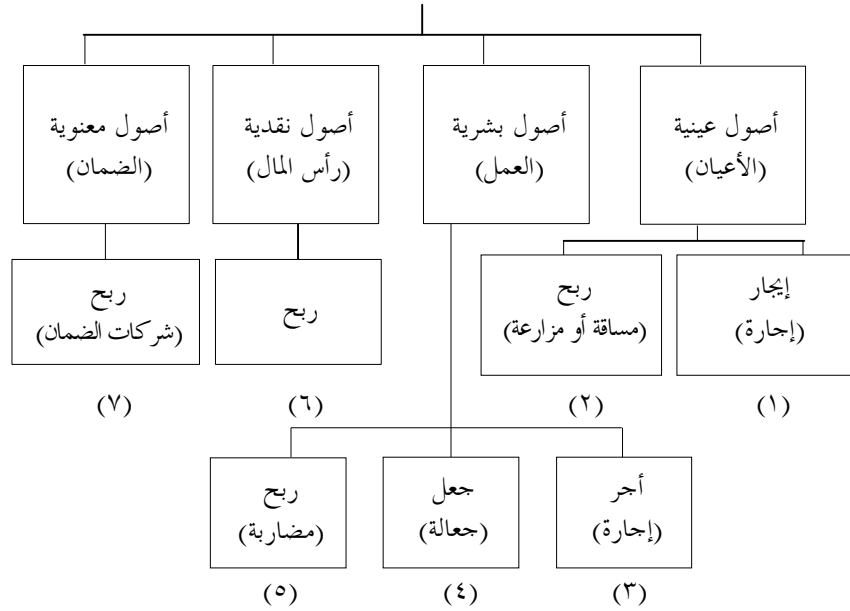 أصول عينية
(الأعيان)
أصول بشرية
(العمل)
أصول نقدية
(رأس المال)
أصول معنوية
(الضمان)
إيجار
(إجارة)
ربح
(مساقة أو مزارعة)
ربح
ربح
(شركات الضمان)
(١)
(٢)
(٦)
(٧)
أجر
(إجارة)
جعل
(جعالة)
ربح
(مضاربة)
(٣)
(٤)
(٥)